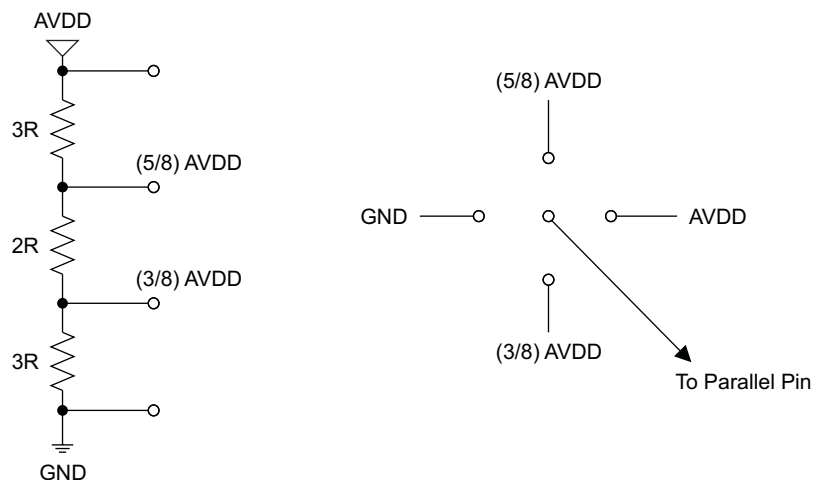 AVDD
3R
(5/8) AVDD
2R
(3/8) AVDD
3R
GND
(5/8) AVDD
GND
AVDD
(3/8) AVDD
To Parallel Pin